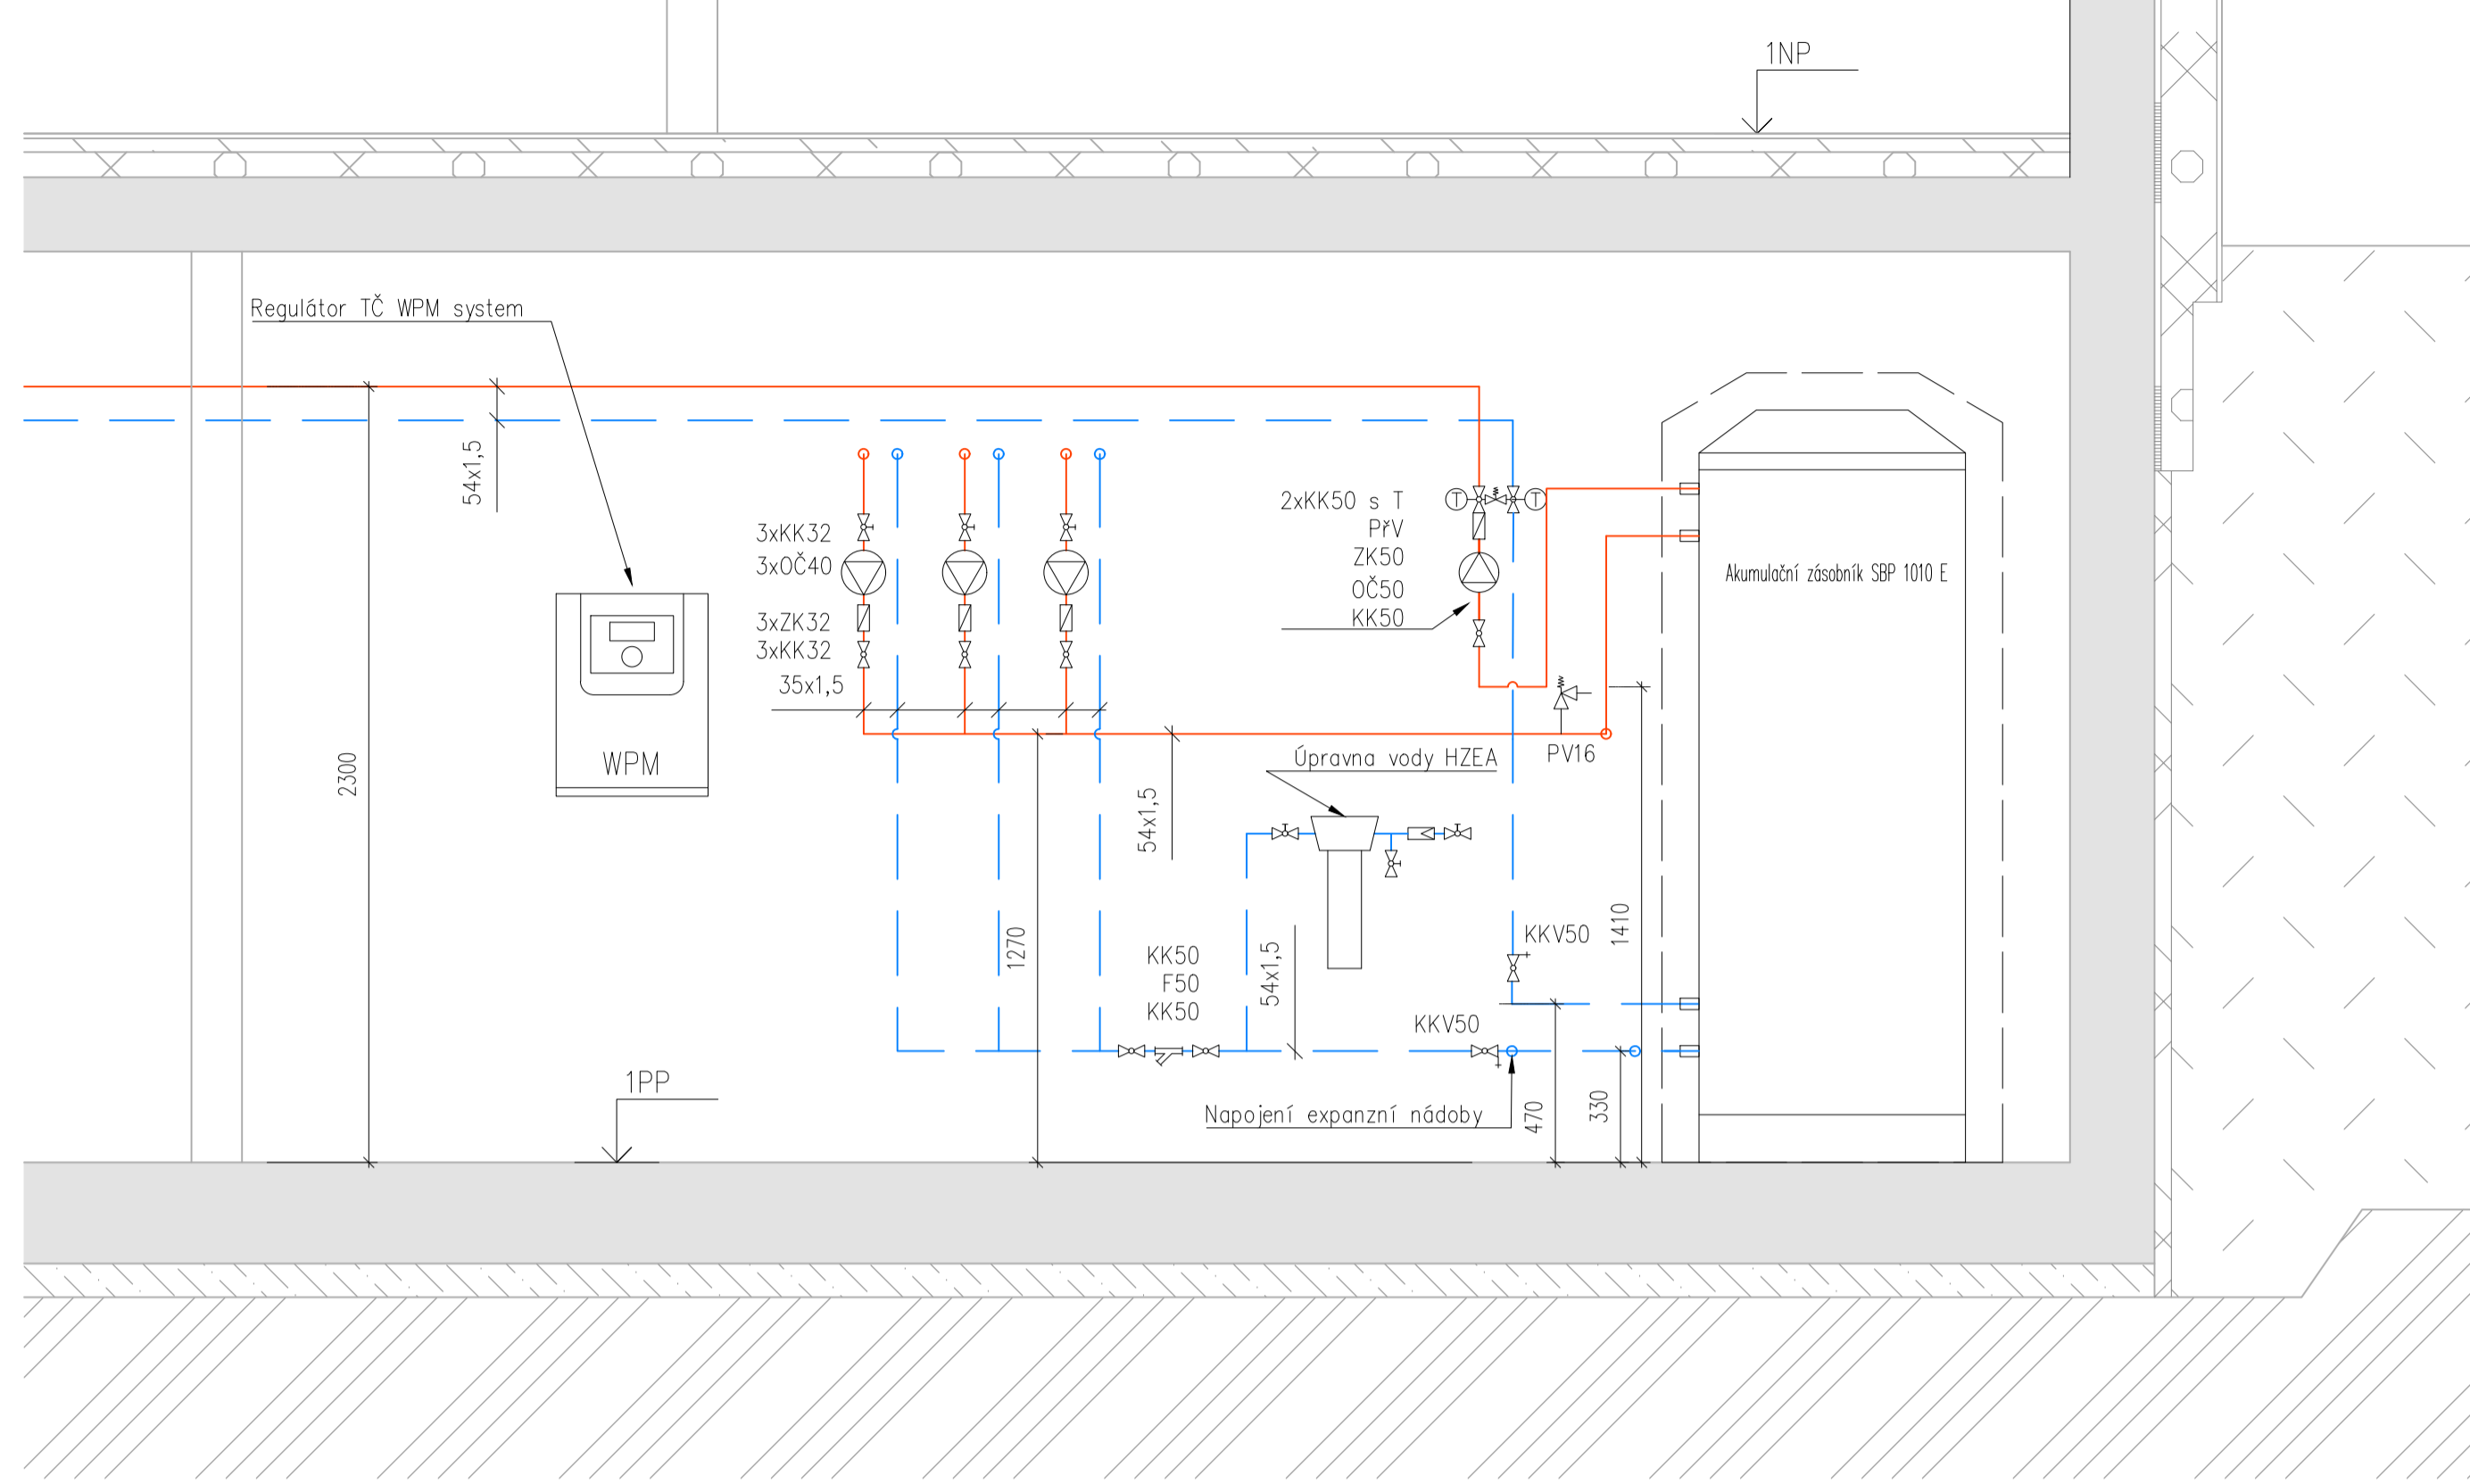 1NP
Regulátor TČ WPM system
54x1,5
2xKK50 s T
PřV
ZK50
OČ50
KK50
T
T
3xKK32
3xOČ40
3xZK32
3xKK32
35x1,5
Akumulační zásobník SBP 1010 E
WPM
2300
PV16
Úpravna vody HZEA
54x1,5
1270
KK50
F50
KK50
54x1,5
KKV50
1410
KKV50
1PP
Napojení expanzní nádoby
470
330